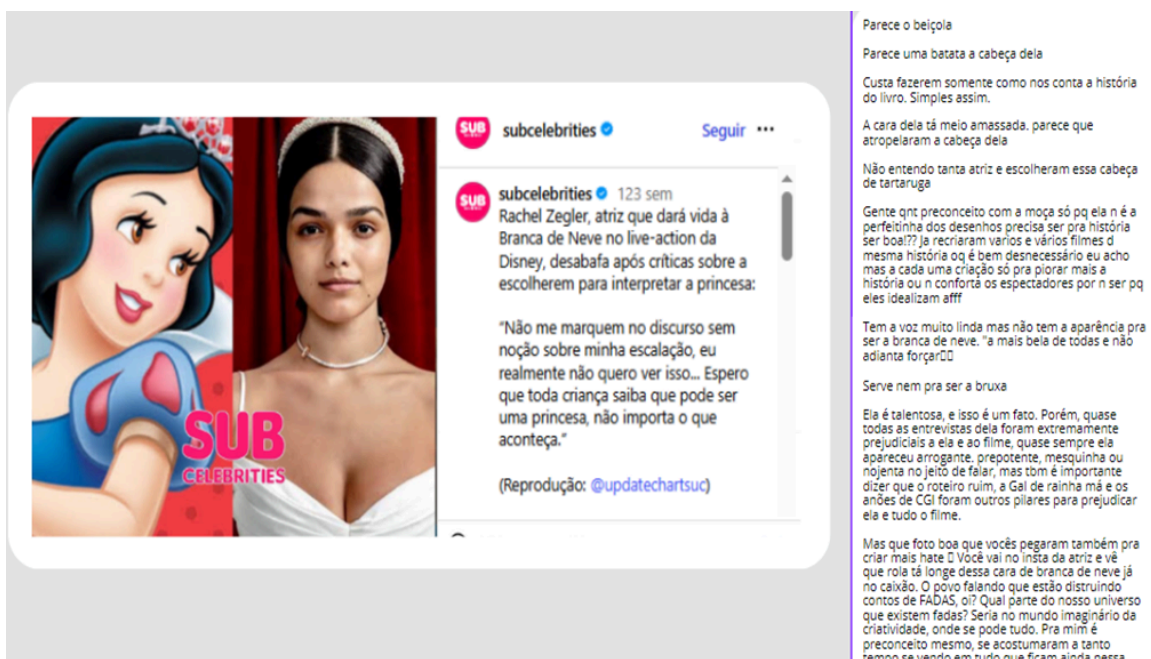 SUB
CELEBRITIES
SUB
subcelebrities
Seguir
SUB
subcelebrities 123 sem
Rachel Zegler, atriz que dará vida à
Branca de Neve no live-action da
Disney, desabafa após críticas sobre a
escolherem para interpretar a princesa:
"Não me marquem no discurso sem
noção sobre minha escalação, eu
realmente não quero ver isso... Espero
que toda criança saiba que pode ser
uma princesa, não importa o que
aconteça."
(Reprodução: @updatechartsuc)
Parece o beiçola
Parece uma batata a cabeça dela
Custa fazerem somente como nos conta a história
do livro. Simples assim.
A cara dela tá meio amassada. parece que
atropelaram a cabeça dela
Não entendo tanta atriz e escolheram essa cabeça
de tartaruga
Gente qnt preconceito com a moça só pq ela n é a
perfeitinha dos desenhos precisa ser pra história
ser boa!?? Ja recriaram varios e vários filmes d
mesma história oq é bem desnecessário eu acho
mas a cada uma criação só pra piorar mais a
história ou n conforta os espectadores por n ser pq
eles idealizam afff
Tem a voz muito linda mas não tem a aparência pra
ser a branca de neve. "a mais bela de todas e não
adianta forçar
Serve nem pra ser a bruxa
Ela é talentosa, e isso é um fato. Porém, quase
todas as entrevistas dela foram extremamente
prejudiciais a ela e ao filme, quase sempre ela
apareceu arrogante. prepotente, mesquinha ou
nojenta no jeito de falar, mas tbm é importante
dizer que o roteiro ruim, a Gal de rainha má e os
anões de CGI foram outros pilares para prejudicar
ela e tudo o filme.
Mas que foto boa que vocês pegaram também pra
criar mais hate Você vai no insta da atriz e vê
que rola tá longe dessa cara de branca de neve já
no caixão. O povo falando que estão distruindo
contos de FADAS, oi? Qual parte do nosso universo
que existem fadas? Seria no mundo imaginário da
criatividade, onde se pode tudo. Pra mim é
preconceito mesmo, se acostumaram a tanto
tempo se vendo em tudo que ficam ainda nessa